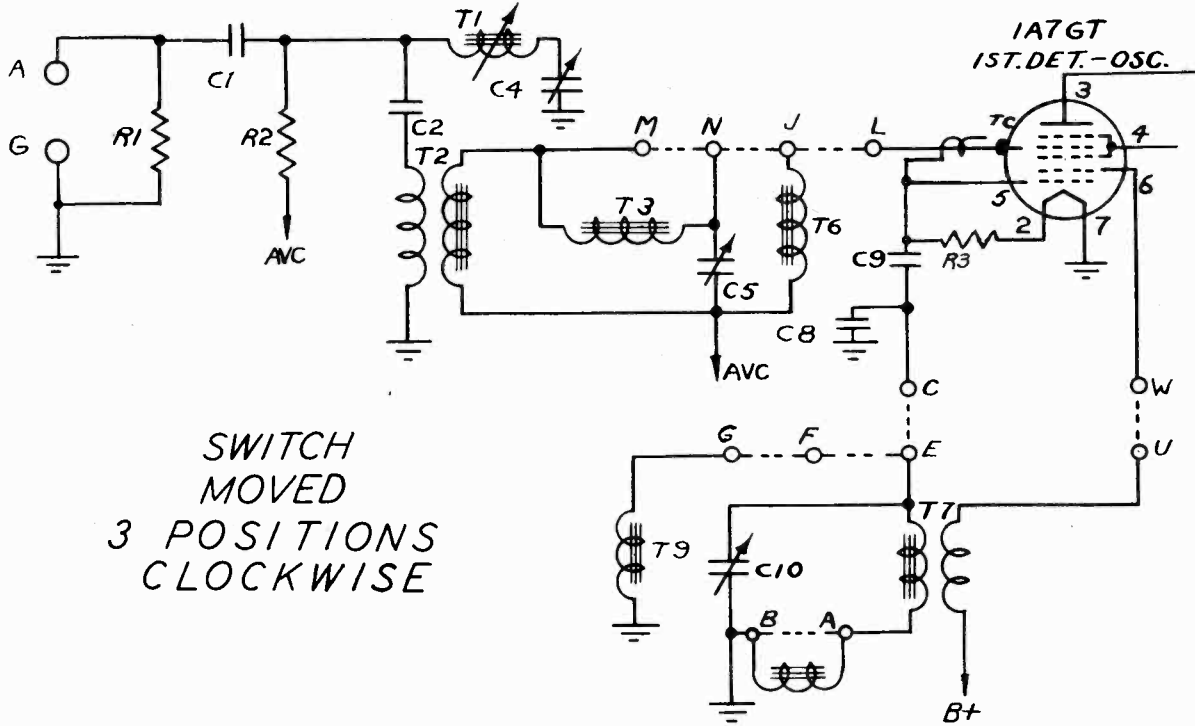 T1
1A7GT
1ST.DET.-OSC.
3
A
C1
C4
R1
R2
C2
M
N
J
L
TC
4
G
T2
T3
T6
5
6
2
7
C9
R3
AVC
C5
C8
AVC
C
W
G
F
E
U
SWITCH
MOVED
3 POSITIONS
CLOCKWISE
T7
T9
C10
B
A
B+